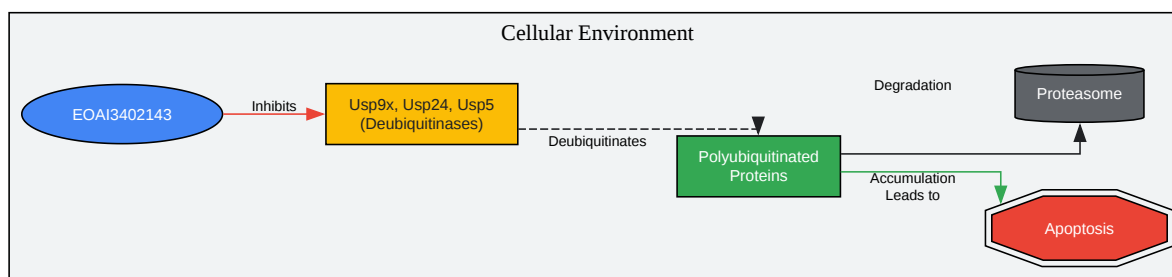 Cellular Environment
EOAI3402143
Inhibits
Usp9x, Usp24, Usp5
(Deubiquitinases)
Deubiquitinates
Polyubiquitinated
Proteins
Degradation
Proteasome
Accumulation
Leads to
Apoptosis